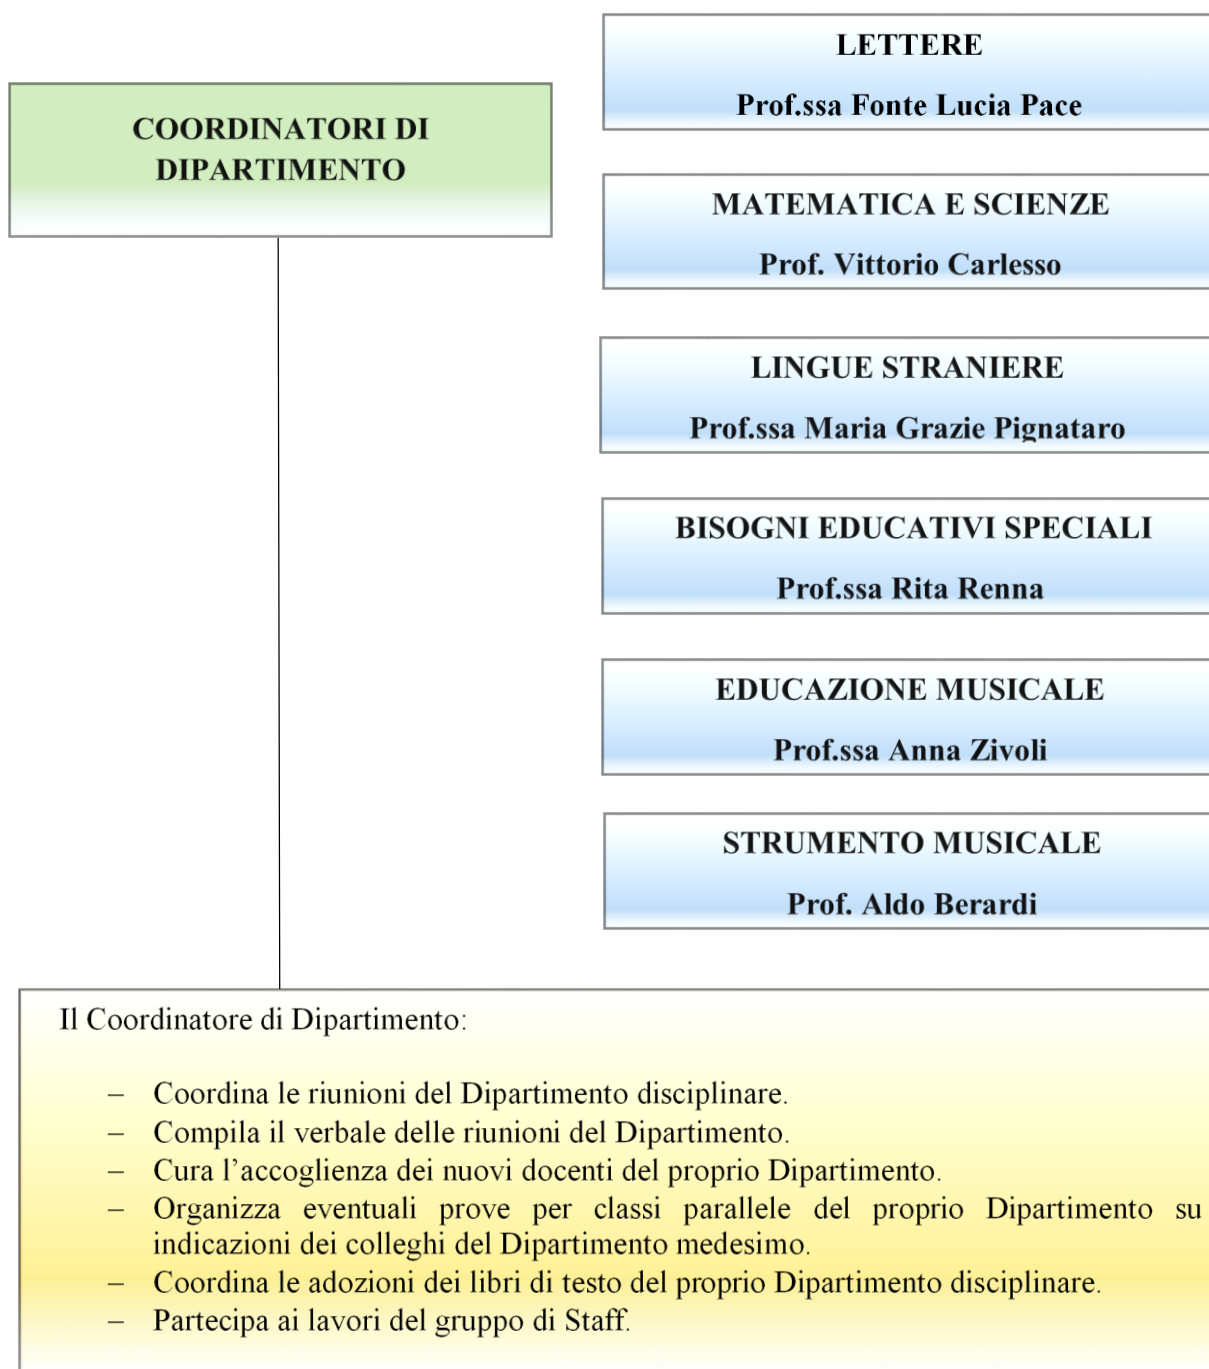 COORDINATORI DI
DIPARTIMENTO
LETTERE
Prof.ssa Fonte Lucia Pace
MATEMATICA E SCIENZE
Prof. Vittorio Carlesso
LINGUE STRANIERE
Prof.ssa Maria Grazie Pignataro
BISOGNI EDUCATIVI SPECIALI
Prof.ssa Rita Renna
EDUCAZIONE MUSICALE
Prof.ssa Anna Zivoli
STRUMENTO MUSICALE
Prof. Aldo Berardi
Il Coordinatore di Dipartimento:
– Coordina le riunioni del Dipartimento disciplinare.
– Compila il verbale delle riunioni del Dipartimento.
– Cura l’accoglienza dei nuovi docenti del proprio Dipartimento.
– Organizza eventuali prove per classi parallele del proprio Dipartimento su
indicazioni dei colleghi del Dipartimento medesimo.
– Coordina le adozioni dei libri di testo del proprio Dipartimento disciplinare.
– Partecipa ai lavori del gruppo di Staff.